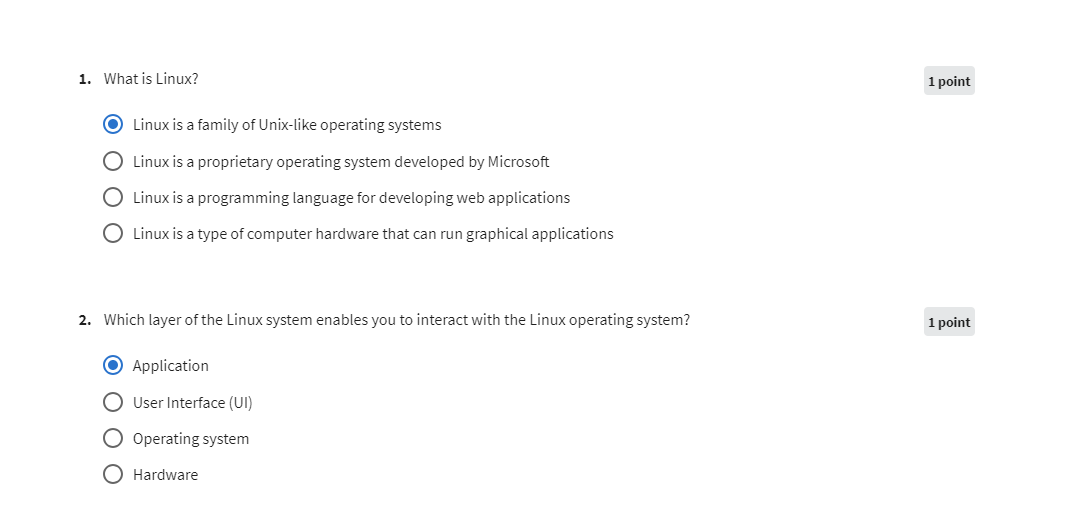 1. What is Linux? 1 point
Linux is a family of Unix-like operating systems
Linux is a proprietary operating system developed by Microsoft
Linux is a programming language for developing web applications
Linux is a type of computer hardware that can run graphical applications
2. Which layer of the Linux system enables you to interact with the Linux operating system? 1 point
Application
User Interface (UI)
Operating system
Hardware